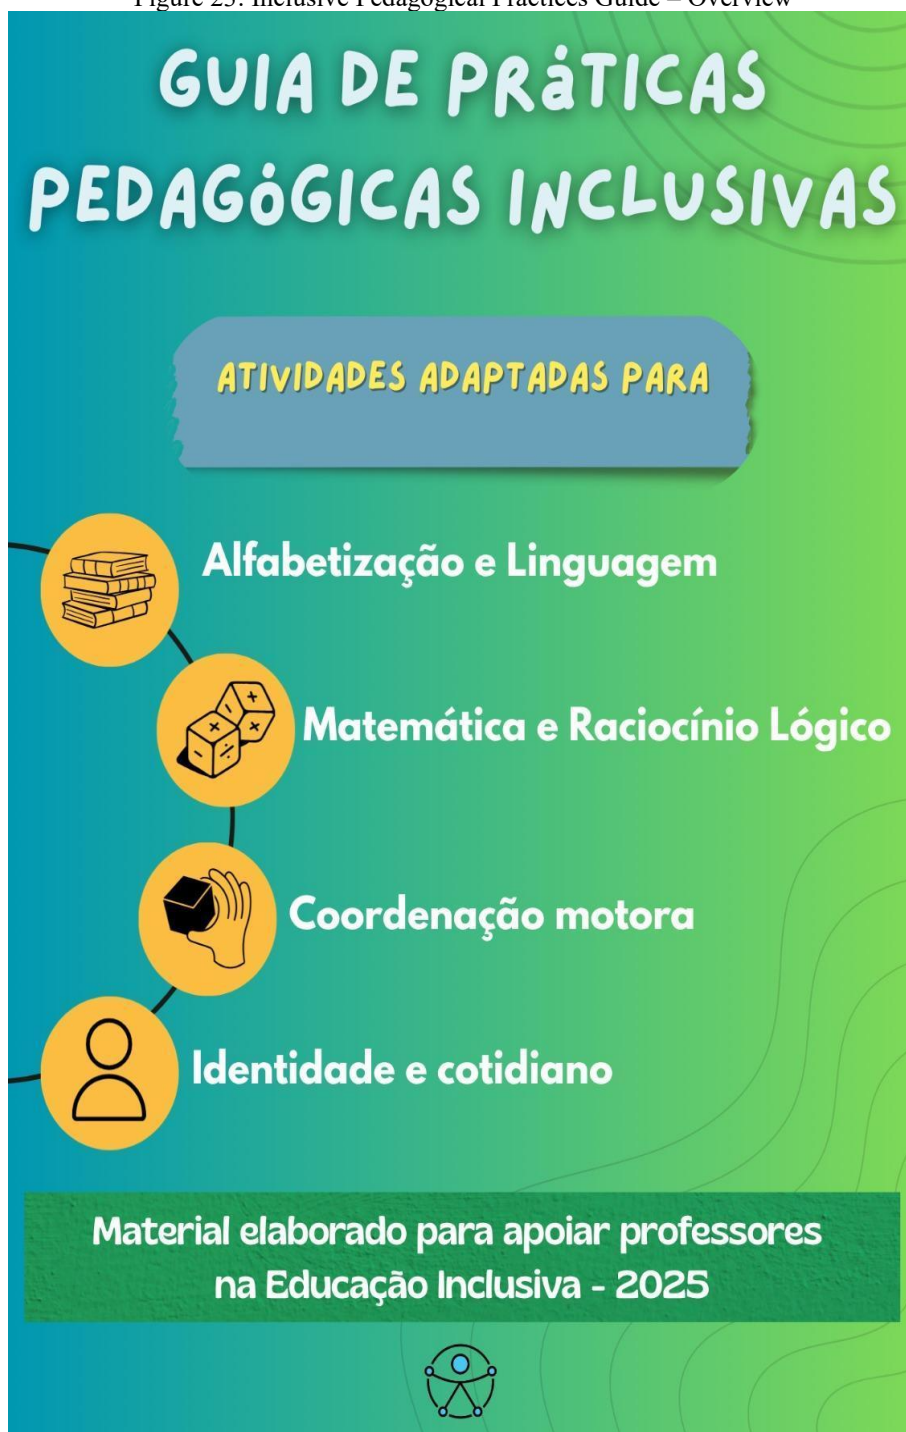 Figure 23: Inclusive Pedagogical Practices Guide – Overview
GUIA DE PRÁTICAS
PEDAGÓGICAS INCLUSIVAS
ATIVIDADES ADAPTADAS PARA
Alfabetização e Linguagem
Matemática e Raciocínio Lógico
Coordenação motora
Identidade e cotidiano
Material elaborado para apoiar professores
na Educação Inclusiva - 2025